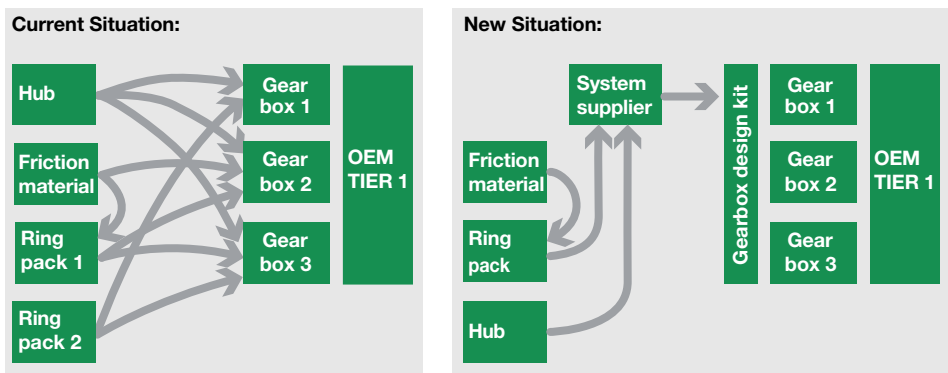 Current Situation:
Hub
Friction
material
Ring
pack 1
Ring
pack 2
Gear
box 1
Gear
box 2
Gear
box 3
OEM
TIER 1
New Situation:
System
supplier
Friction
material
Ring
pack
Hub
Gearbox design kit
Gear
box 1
Gear
box 2
Gear
box 3
OEM
TIER 1